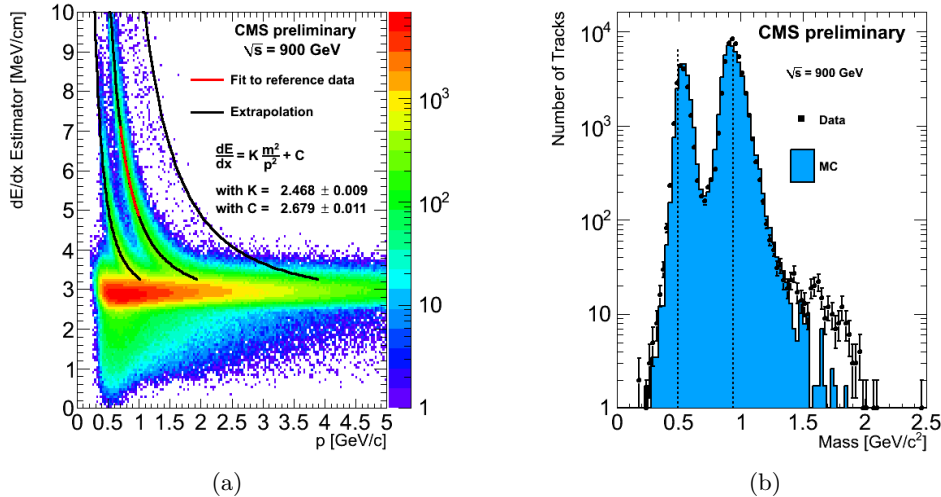 dE/dx Estimator [MeV/cm]
10
9
8
7
6
5
4
3
2
1
0
0 0.5 1 1.5 2 2.5 3 3.5 4 4.5 5
p [GeV/c]
CMS preliminary
√s = 900 GeV
Fit to reference data
Extrapolation
dE/dx = K m²/p² + C
with K = 2.468 ± 0.009
with C = 2.679 ± 0.011
10³
10²
10
1
(a)
Number of Tracks
10⁴
10³
10²
10
1
0 0.5 1 1.5 2 2.5
Mass [GeV/c²]
CMS preliminary
√s = 900 GeV
Data
MC
(b)